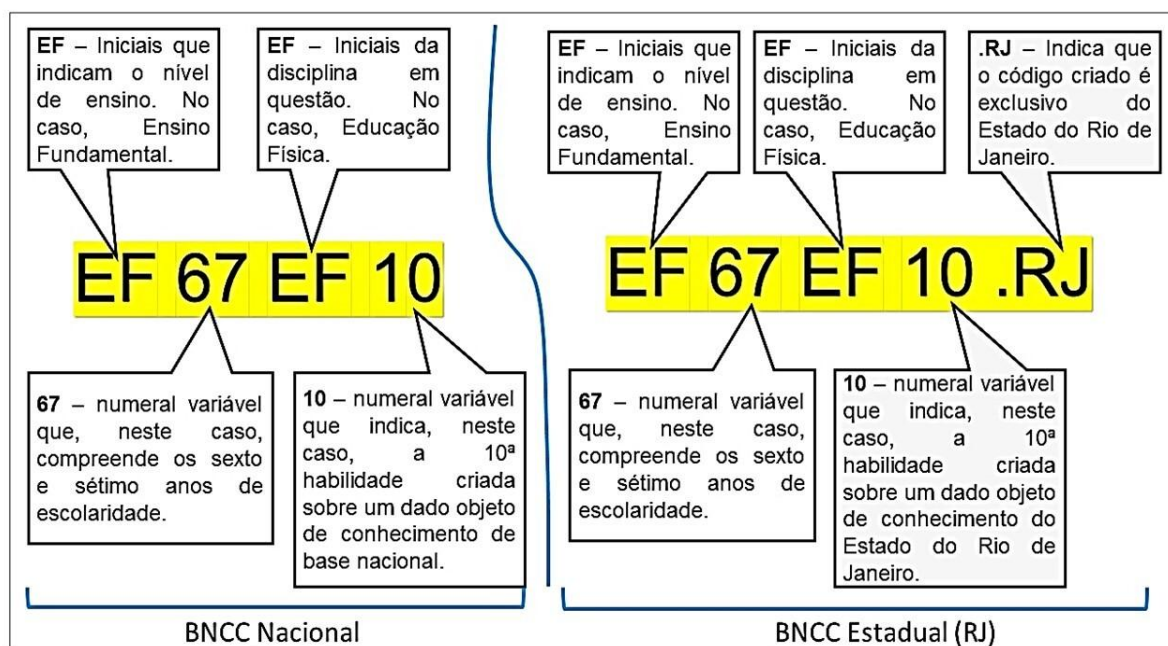 EF – Iniciais que
indicam o nível
de ensino. No
caso, Ensino
Fundamental.
EF – Iniciais da
disciplina em
questão. No
caso, Educação
Física.
EF 67 EF 10
67 – numeral variável
que, neste caso,
compreende os sexto
e sétimo anos de
escolaridade.
10 – numeral variável
que indica, neste
caso, a 10ª
habilidade criada
sobre um dado objeto
de conhecimento de
base nacional.
BNCC Nacional
EF – Iniciais que
indicam o nível
de ensino. No
caso, Ensino
Fundamental.
EF – Iniciais da
disciplina em
questão. No
caso, Educação
Física.
.RJ – Indica que
o código criado é
exclusivo do
Estado do Rio de
Janeiro.
EF 67 EF 10 .RJ
67 – numeral variável
que, neste caso,
compreende os sexto
e sétimo anos de
escolaridade.
10 – numeral variável
que indica, neste
caso, a 10ª
habilidade criada
sobre um dado objeto
de conhecimento do
Estado do Rio de
Janeiro.
BNCC Estadual (RJ)